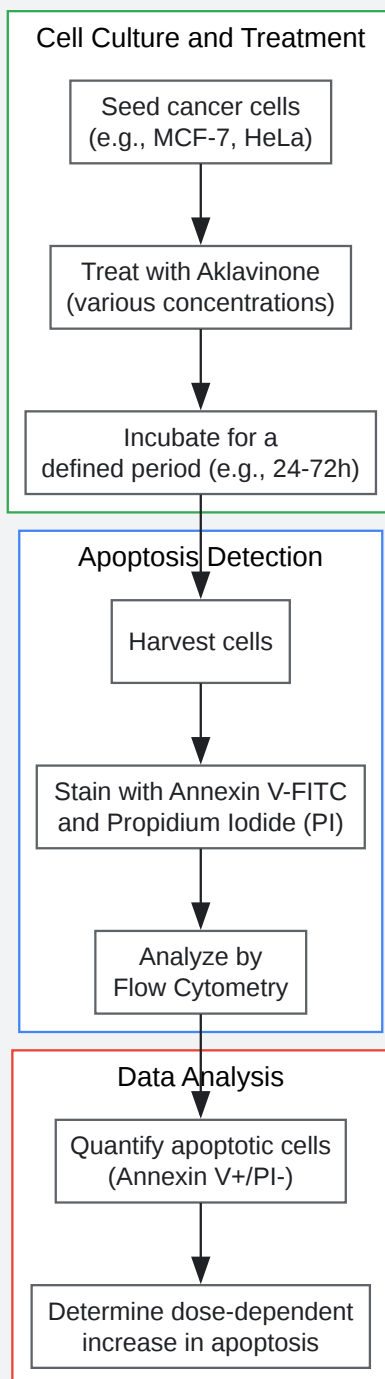 Cell Culture and Treatment
Seed cancer cells
(e.g., MCF-7, HeLa)
Treat with Aklavinone
(various concentrations)
Incubate for a
defined period (e.g., 24-72h)
Apoptosis Detection
Harvest cells
Stain with Annexin V-FITC
and Propidium Iodide (PI)
Analyze by
Flow Cytometry
Data Analysis
Quantify apoptotic cells
(Annexin V+/PI-)
Determine dose-dependent
increase in apoptosis